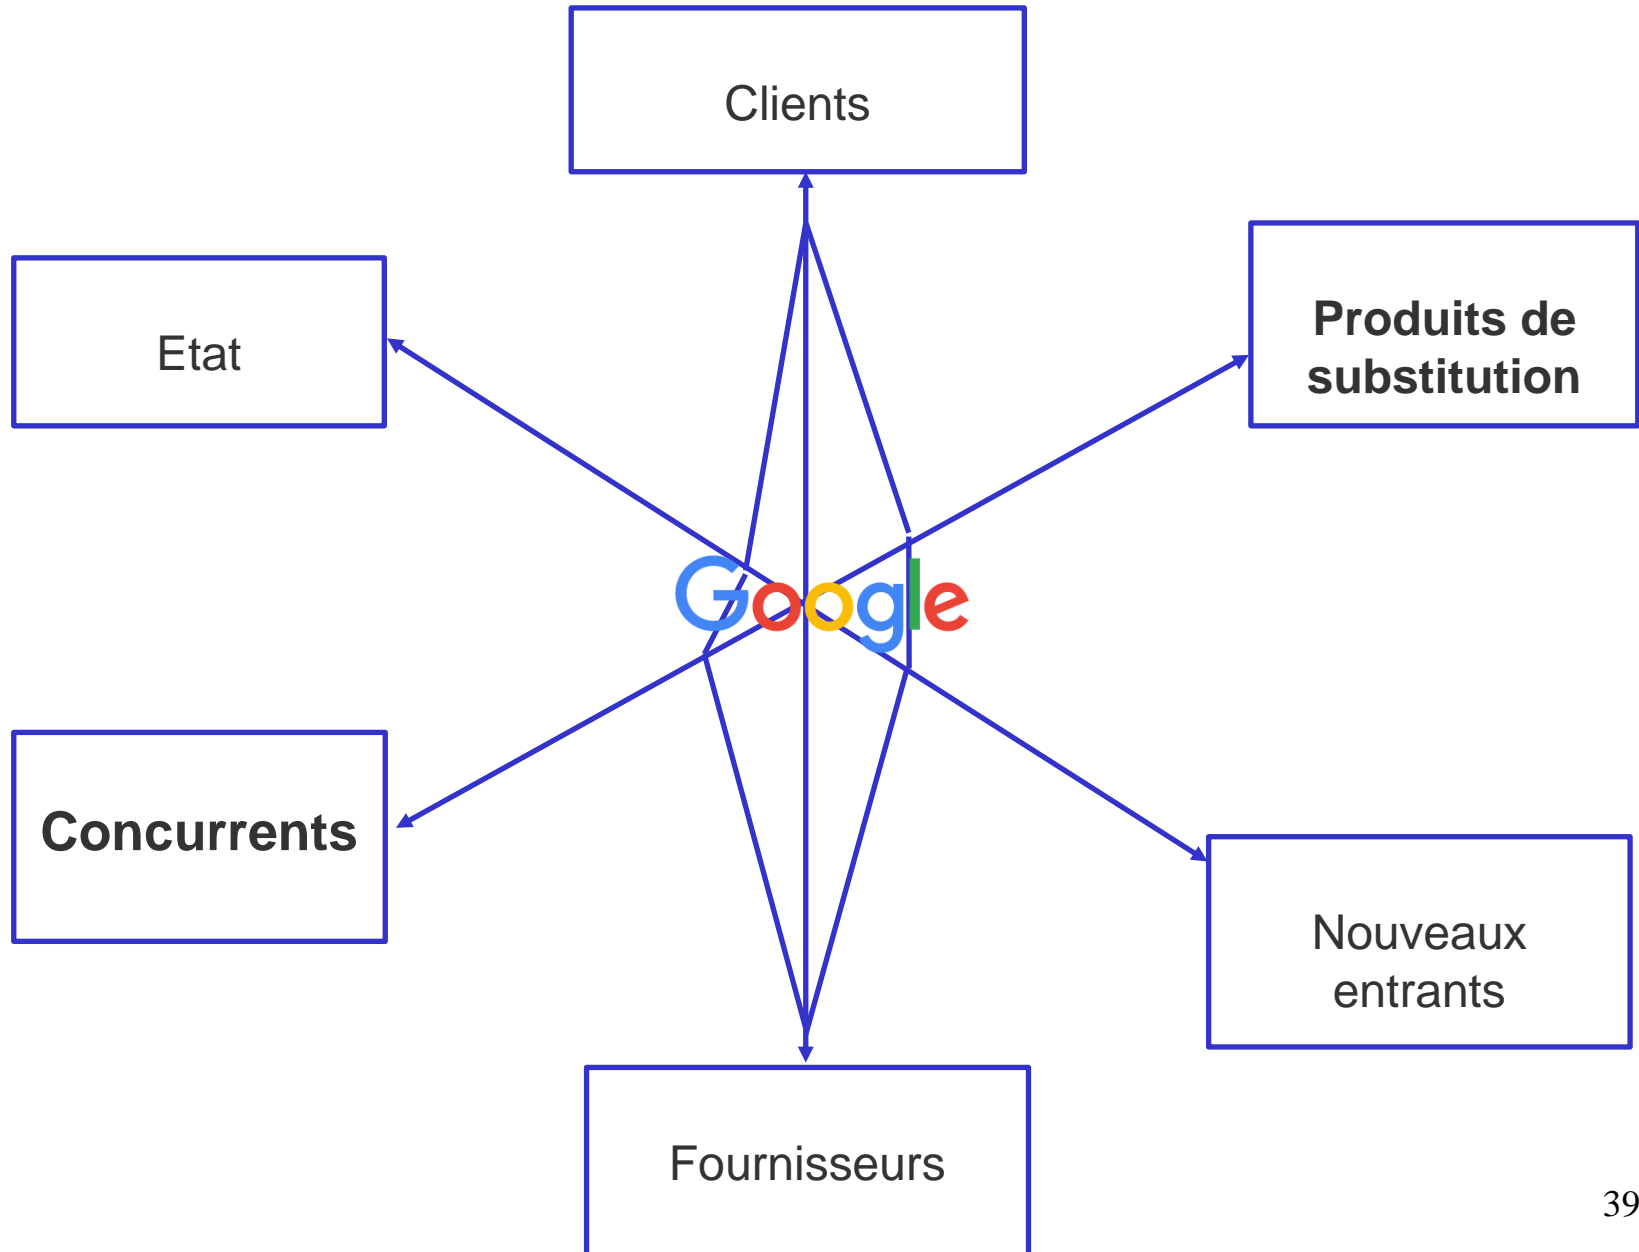 Clients
Etat
Produits de
substitution
Google
Concurrents
Nouveaux
entrants
Fournisseurs
39